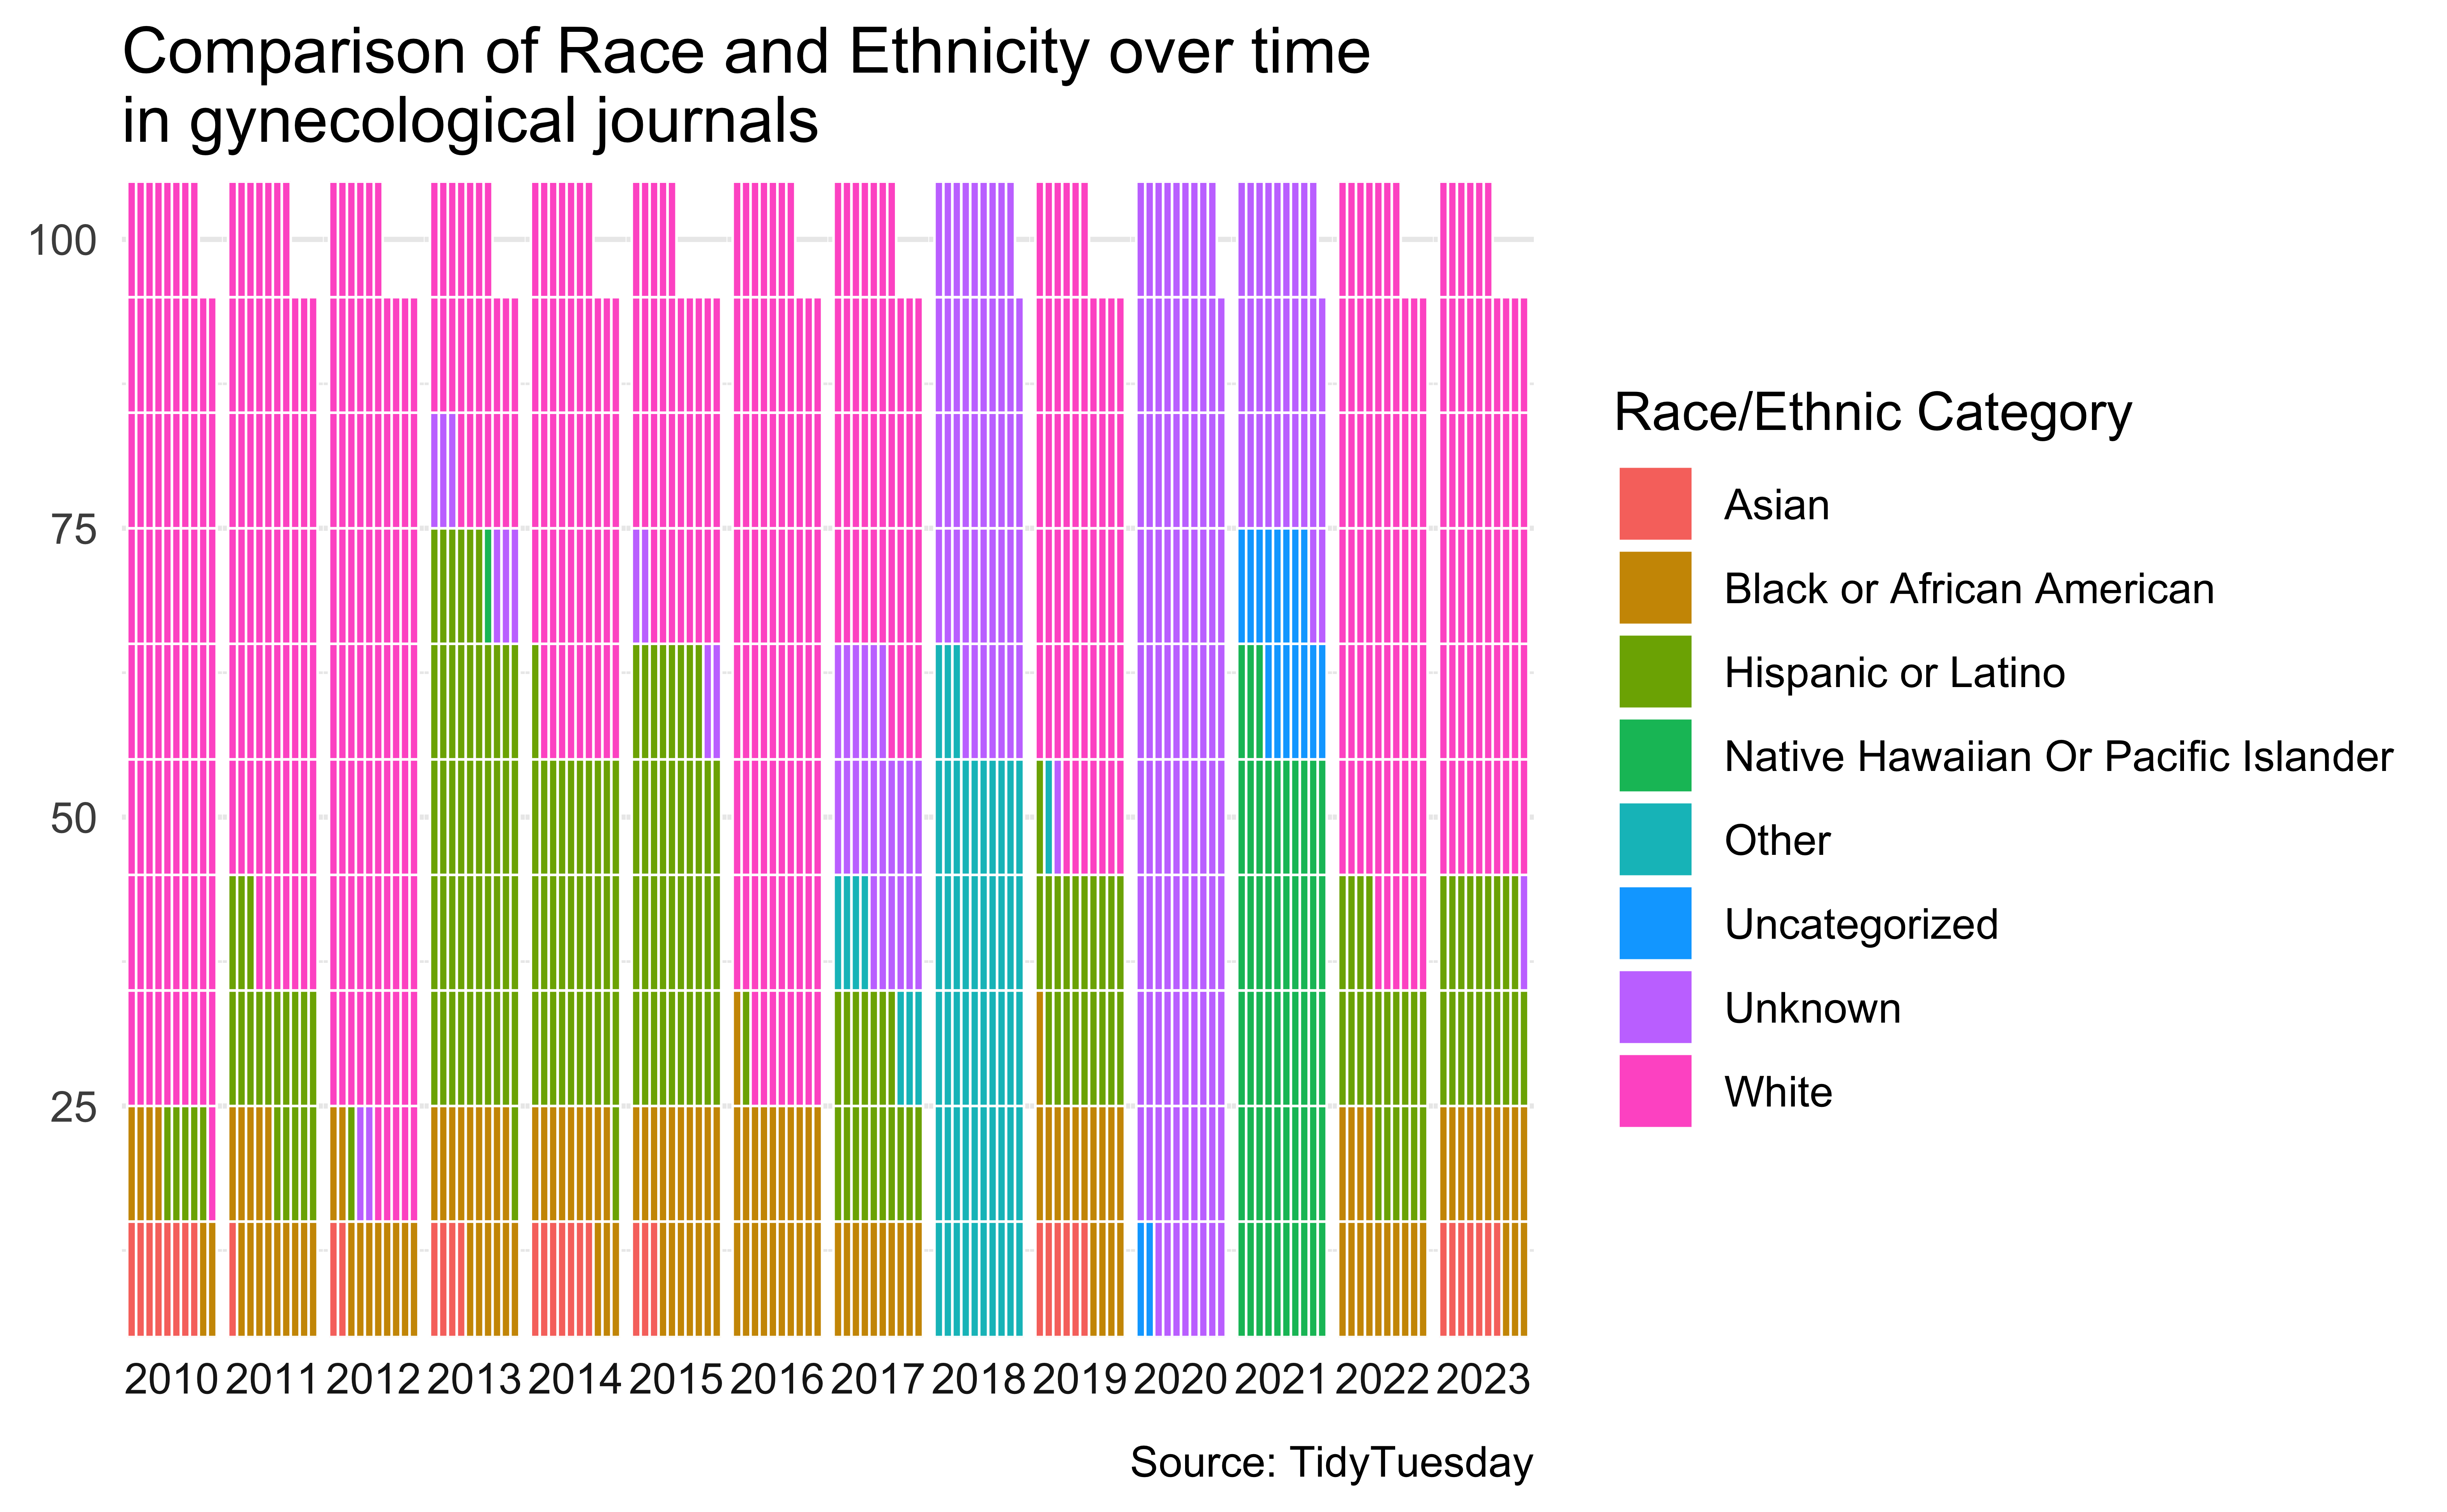 Comparison of Race and Ethnicity over time
in gynecological journals
100
75
50
25
2010 2011 2012 2013 2014 2015 2016 2017 2018 2019 2020 2021 2022 2023
Race/Ethnic Category
Asian
Black or African American
Hispanic or Latino
Native Hawaiian Or Pacific Islander
Other
Uncategorized
Unknown
White
Source: TidyTuesday